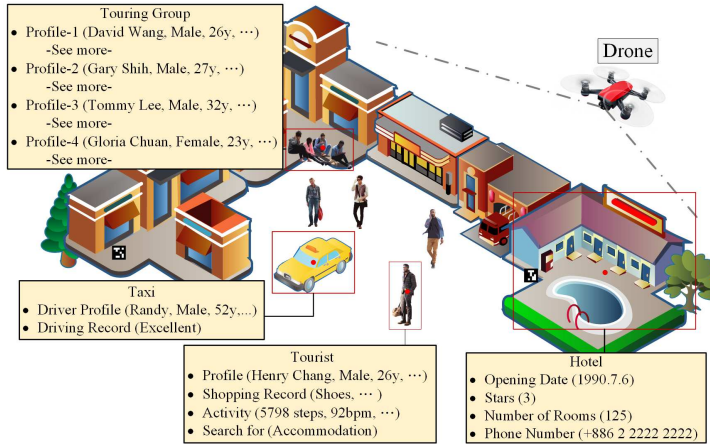 Touring Group
• Profile-1 (David Wang, Male, 26y, ⋯)
-See more-
• Profile-2 (Gary Shih, Male, 27y, ⋯)
-See more-
• Profile-3 (Tommy Lee, Male, 32y, ⋯)
-See more-
• Profile-4 (Gloria Chuan, Female, 23y, ⋯)
-See more-
Drone
Taxi
• Driver Profile (Randy, Male, 52y,...)
• Driving Record (Excellent)
Tourist
• Profile (Henry Chang, Male, 26y, ⋯)
• Shopping Record (Shoes, ⋯ )
• Activity (5798 steps, 92bpm, ⋯)
• Search for (Accommodation)
Hotel
• Opening Date (1990.7.6)
• Stars (3)
• Number of Rooms (125)
• Phone Number (+886 2 2222 2222)